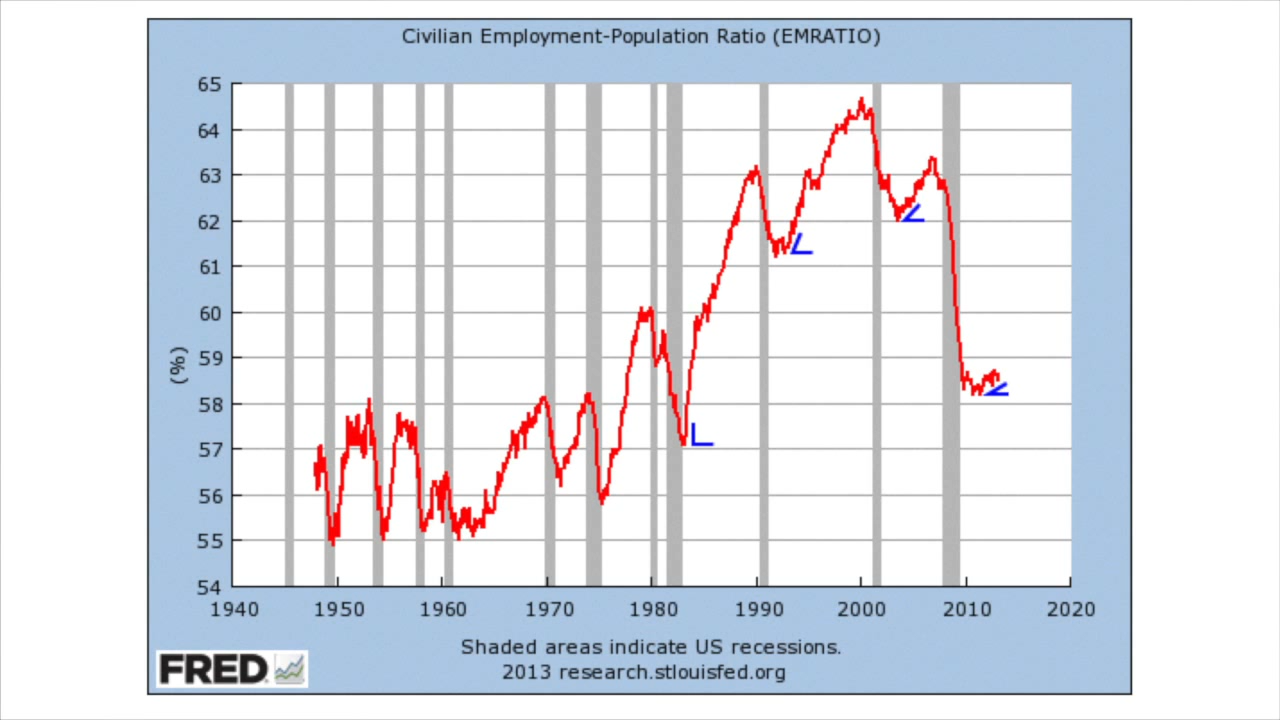 Civilian Employment-Population Ratio (EMRATIO)
65
64
63
62
61
60
59
58
57
56
55
54
(%)
1940 1950 1960 1970 1980 1990 2000 2010 2020
Shaded areas indicate US recessions.
2013 research.stlouisfed.org
FRED